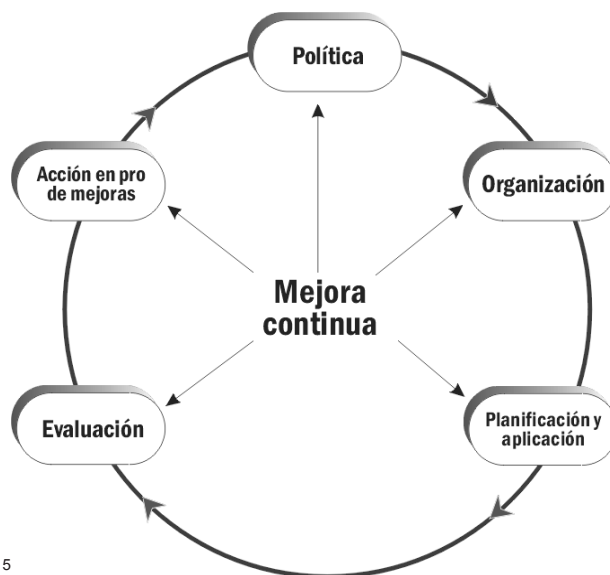 Política
Acción en pro
de mejoras
Organización
Mejora
continua
Evaluación
Planificación y
aplicación
5